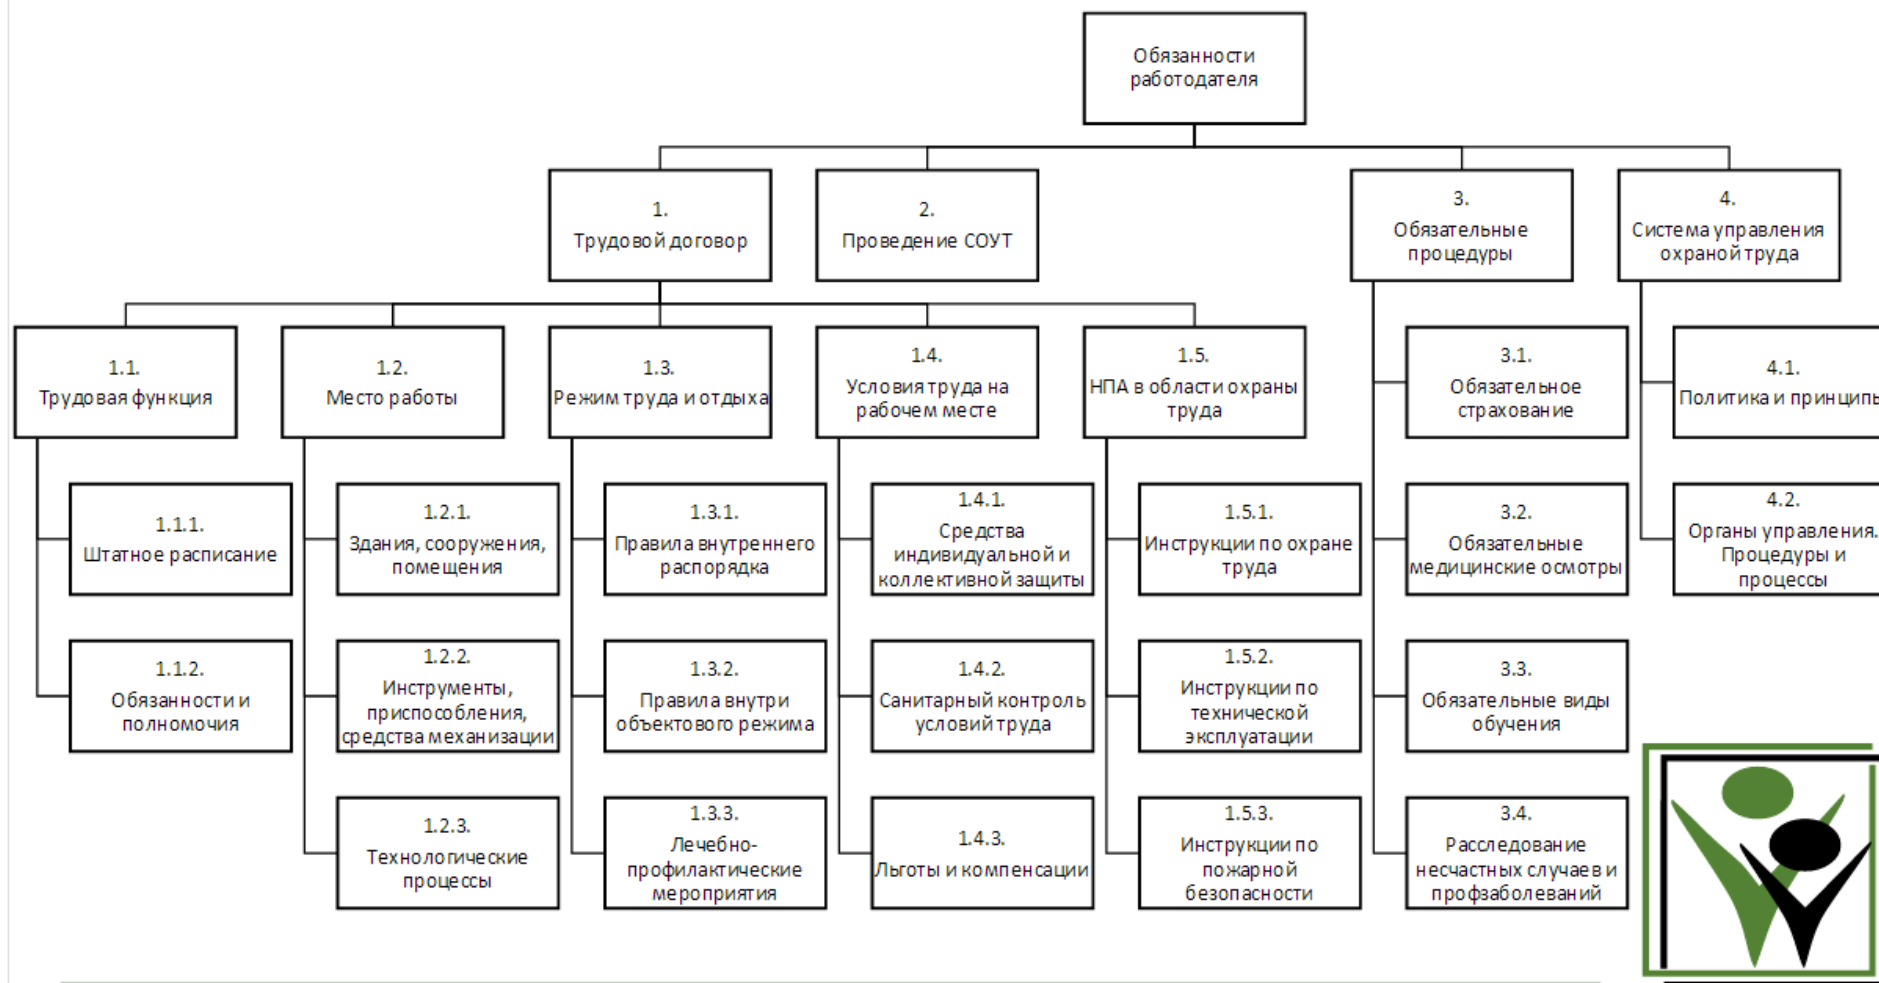 Обязанности
работодателя
1.
Трудовой договор
2.
Проведение СОУТ
3.
Обязательные
процедуры
4.
Система управления
охраной труда
1.1.
Трудовая функция
1.2.
Место работы
1.3.
Режим труда и отдыха
1.4.
Условия труда на
рабочем месте
1.5.
НПА в области охраны
труда
3.1.
Обязательное
страхование
4.1.
Политика и принципы
1.1.1.
Штатное расписание
1.2.1.
Здания, сооружения,
помещения
1.3.1.
Правила внутреннего
распорядка
1.4.1.
Средства
индивидуальной и
коллективной защиты
1.5.1.
Инструкции по охране
труда
3.2.
Обязательные
медицинские осмотры
4.2.
Органы управления.
Процедуры и
процессы
1.1.2.
Обязанности и
полномочия
1.2.2.
Инструменты,
приспособления,
средства механизации
1.3.2.
Правила внутри
объектового режима
1.4.2.
Санитарный контроль
условий труда
1.5.2.
Инструкции по
технической
эксплуатации
3.3.
Обязательные виды
обучения
1.2.3.
Технологические
процессы
1.3.3.
Лечебно-
профилактические
мероприятия
1.4.3.
Льготы и компенсации
1.5.3.
Инструкции по
пожарной
безопасности
3.4.
Расследование
несчастных случаев и
профзаболеваний